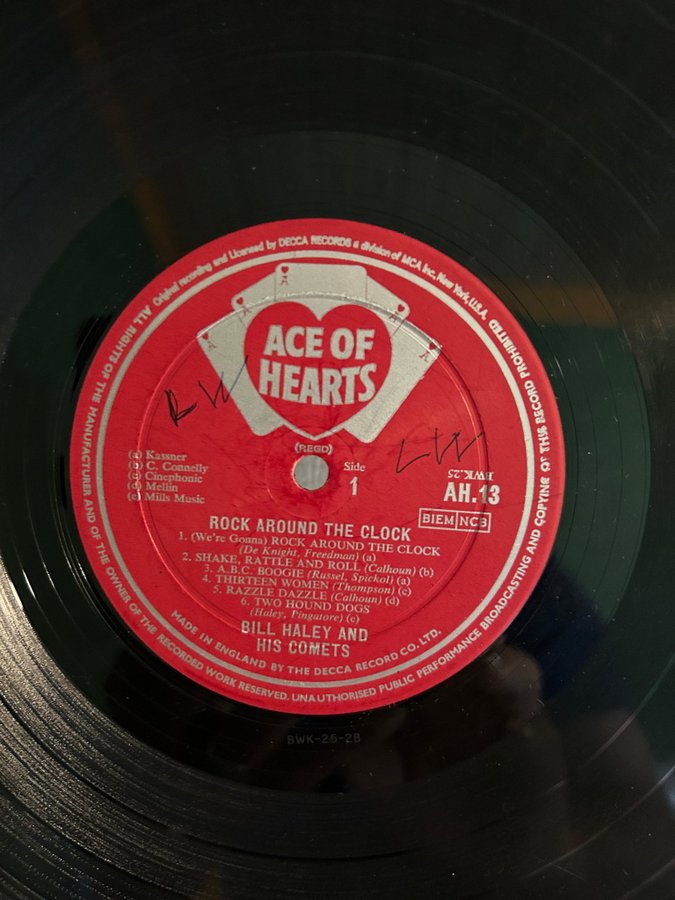 ALL RIGHTS OF THE MANUFACTURER AND OF THE OWNER OF THE RECORDED WORK RESERVED. UNAUTHORISED PUBLIC PERFORMANCE BROADCASTING AND COPYING OF THIS RECORD PROHIBITED
Original recording and Licensed by DECCA RECORDS a division of MCA Inc, New York, U.S.A.
A
A
A
A
A
ACE OF
HEARTS
(REGD)
(a) Kassner
(b) C. Connelly
(c) Cinephonic
(d) Mellin
(e) Mills Music
Side
1
BWK.25
AH.13
BIEM NCB
ROCK AROUND THE CLOCK
1. (We're Gonna) ROCK AROUND THE CLOCK
(De Knight, Freedman) (a)
2. SHAKE, RATTLE AND ROLL (Calhoun) (b)
3. A.B.C. BOOGIE (Russel, Spickol) (a)
4. THIRTEEN WOMEN (Thompson) (c)
5. RAZZLE DAZZLE (Calhoun) (d)
6. TWO HOUND DOGS
(Haley, Pingatore) (e)
BILL HALEY AND
HIS COMETS
MADE IN ENGLAND BY THE DECCA RECORD CO. LTD.
BWK-26-2B